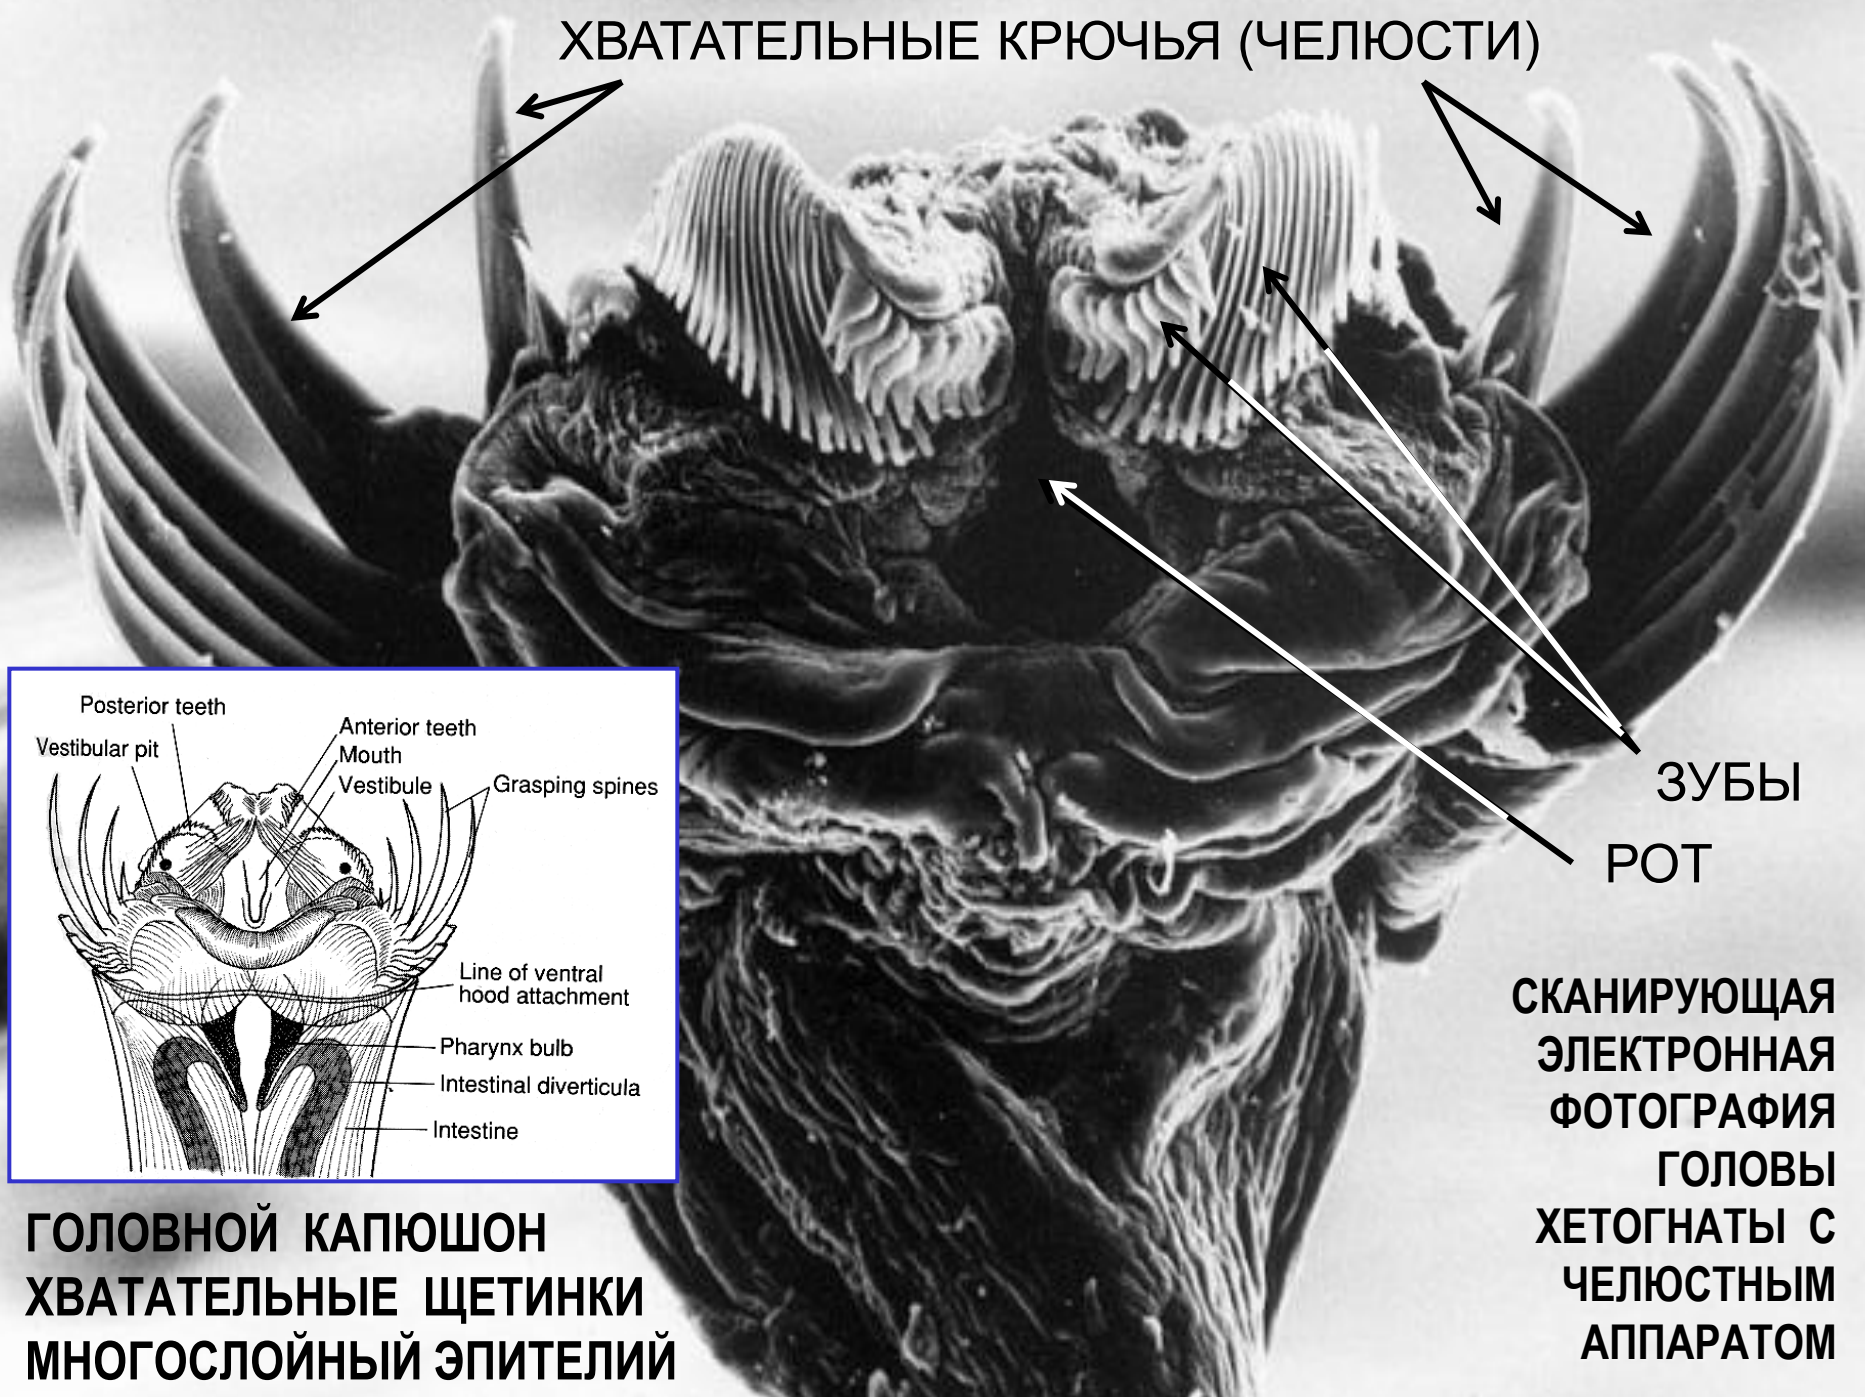 ХВАТАТЕЛЬНЫЕ КРЮЧЬЯ (ЧЕЛЮСТИ)
Posterior teeth
Anterior teeth
Vestibular pit
Mouth
Vestibule
Grasping spines
Line of ventral
hood attachment
Pharynx bulb
Intestinal diverticula
Intestine
ЗУБЫ
РОТ
СКАНИРУЮЩАЯ
ЭЛЕКТРОННАЯ
ФОТОГРАФИЯ
ГОЛОВЫ
ХЕТОГНАТЫ С
ЧЕЛЮСТНЫМ
АППАРАТОМ
ГОЛОВНОЙ КАПЮШОН
ХВАТАТЕЛЬНЫЕ ЩЕТИНКИ
МНОГОСЛОЙНЫЙ ЭПИТЕЛИЙ